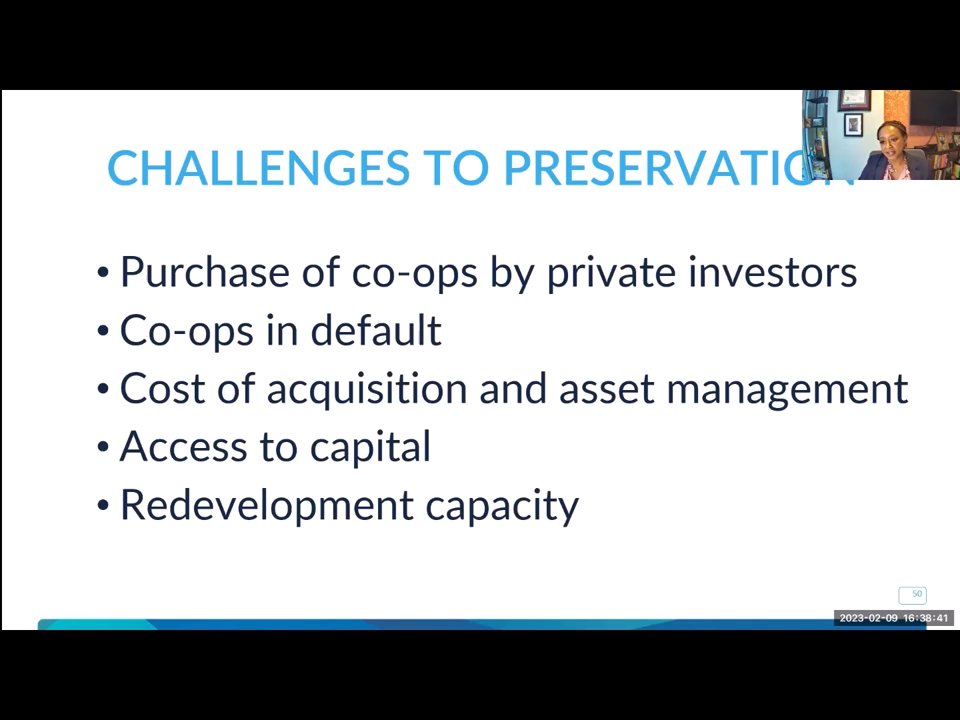 CHALLENGES TO PRESERVATION
• Purchase of co-ops by private investors
• Co-ops in default
• Cost of acquisition and asset management
• Access to capital
• Redevelopment capacity
50
2023-02-09 16:38:41